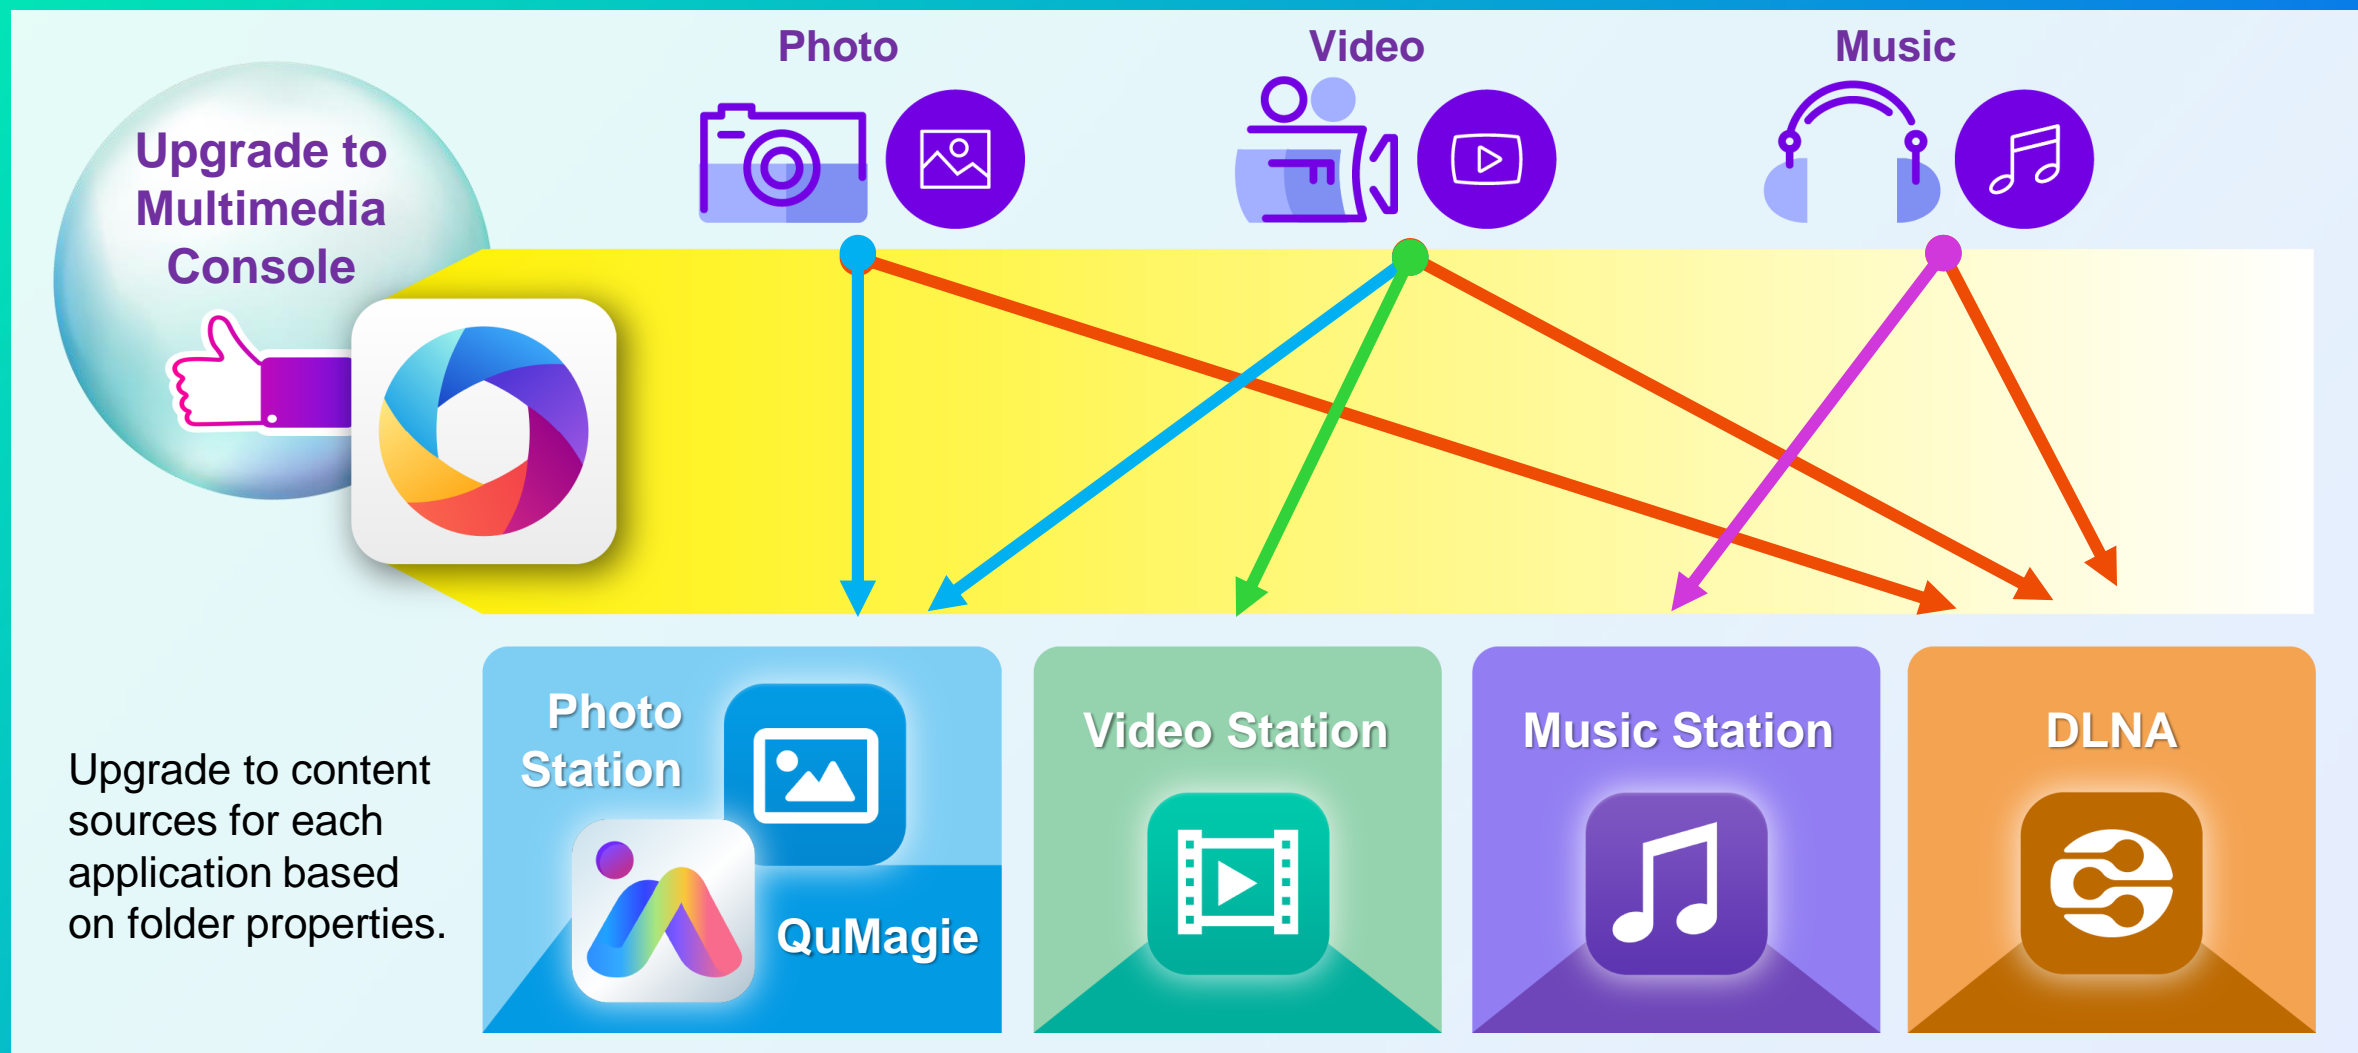 Photo
Video
Music
Upgrade to
Multimedia
Console
Upgrade to content
sources for each
application based
on folder properties.
Photo
Station
QuMagie
Video Station
Music Station
DLNA